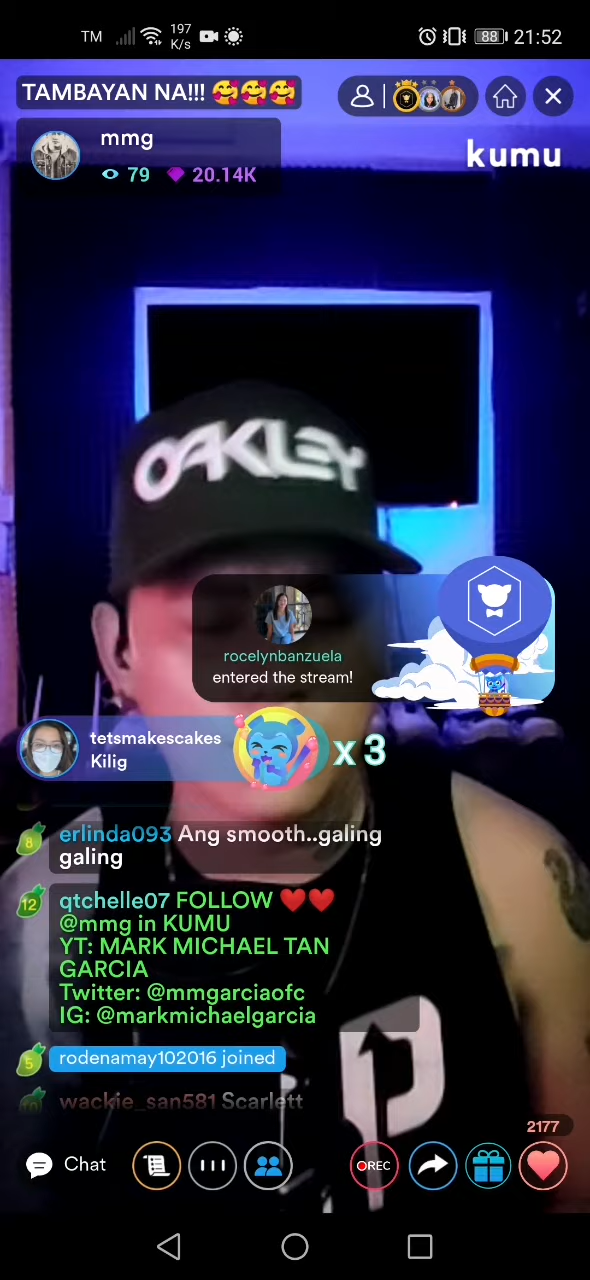 TM 197 K/s 88 21:52
TAMBAYAN NA!!! 🥰🥰🥰
mmg
79 20.14K
kumu
OAKLEY
rocelynbanzuela
entered the stream!
tetsmakescakes
Kilig
x 3
8 erlinda093 Ang smooth..galing
galing
12 qtchelle07 FOLLOW ❤️❤️
@mmg in KUMU
YT: MARK MICHAEL TAN
GARCIA
Twitter: @mmgarciaofc
IG: @markmichaelgarcia
5 rodenamay102016 joined
10 wackie_san581 Scarlett
P
2177
Chat REC